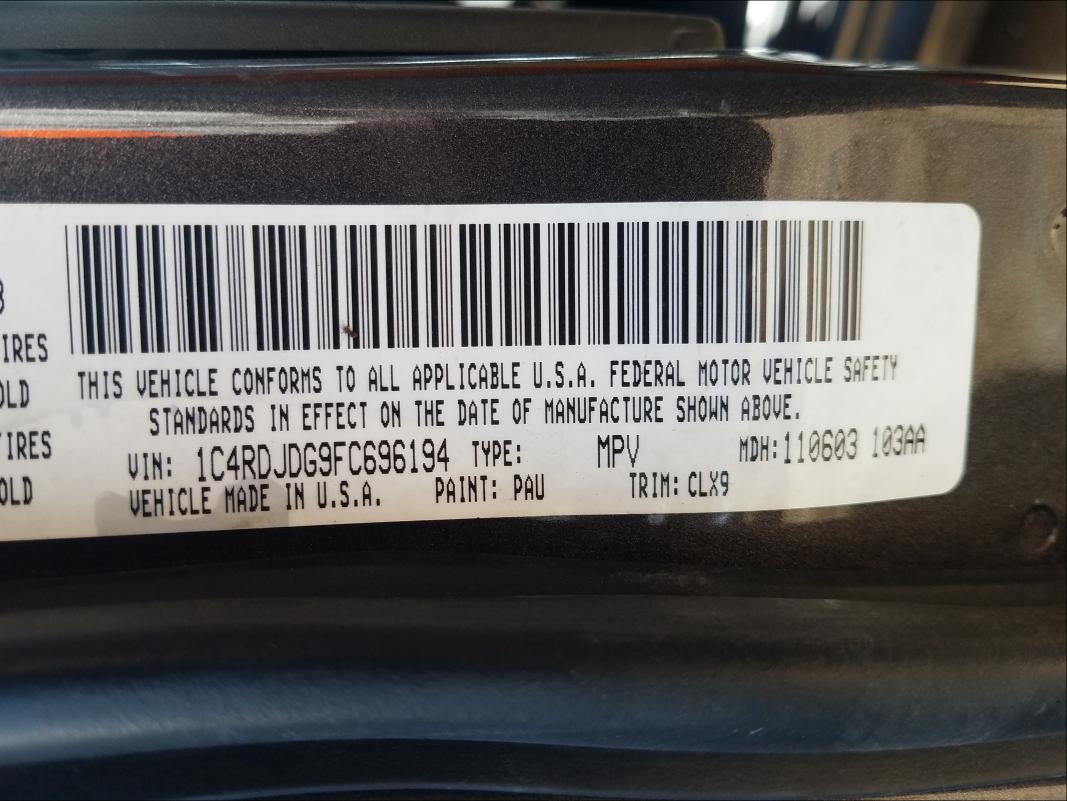 3
IRES
OLD
IRES
OLD
THIS VEHICLE CONFORMS TO ALL APPLICABLE U.S.A. FEDERAL MOTOR VEHICLE SAFETY
STANDARDS IN EFFECT ON THE DATE OF MANUFACTURE SHOWN ABOVE.
VIN: 1C4RDJDG9FC696194 TYPE: MPV MDH: 110603 103AA
VEHICLE MADE IN U.S.A. PAINT: PAU TRIM: CLX9